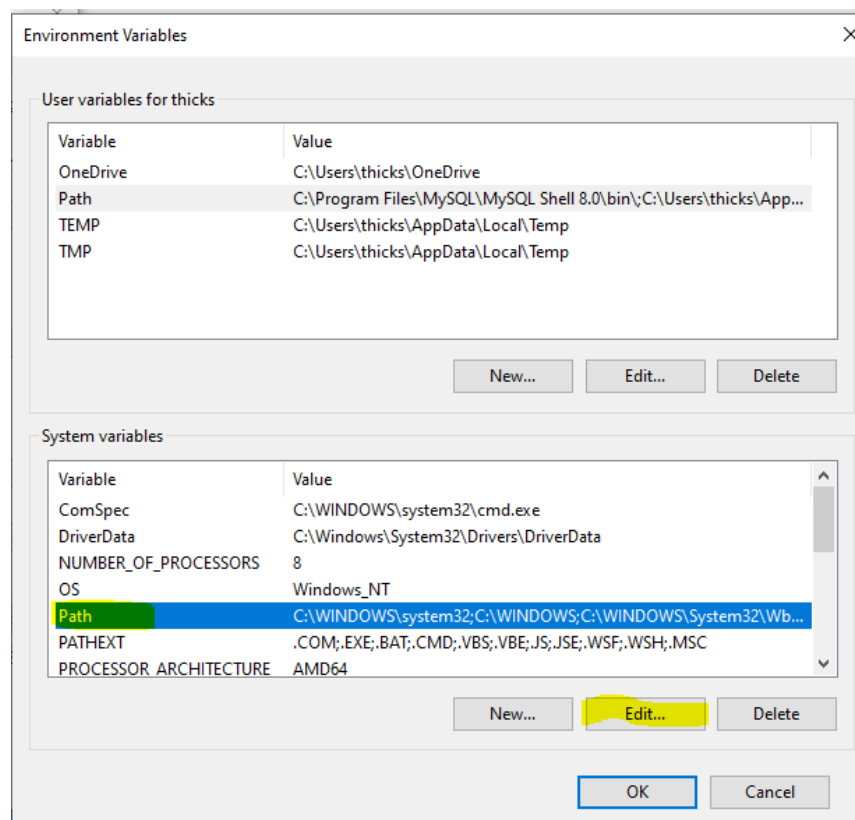 Environment Variables
User variables for thicks
Variable Value
OneDrive C:\Users\thicks\OneDrive
Path C:\Program Files\MySQL\MySQL Shell 8.0\bin\;C:\Users\thicks\App...
TEMP C:\Users\thicks\AppData\Local\Temp
TMP C:\Users\thicks\AppData\Local\Temp
New... Edit... Delete
System variables
Variable Value
ComSpec C:\WINDOWS\system32\cmd.exe
DriverData C:\Windows\System32\Drivers\DriverData
NUMBER_OF_PROCESSORS 8
OS Windows_NT
Path C:\WINDOWS\system32;C:\WINDOWS;C:\WINDOWS\System32\Wb...
PATHEXT .COM;.EXE;.BAT;.CMD;.VBS;.VBE;.JS;.JSE;.WSF;.WSH;.MSC
PROCESSOR_ARCHITECTURE AMD64
New... Edit... Delete
OK Cancel